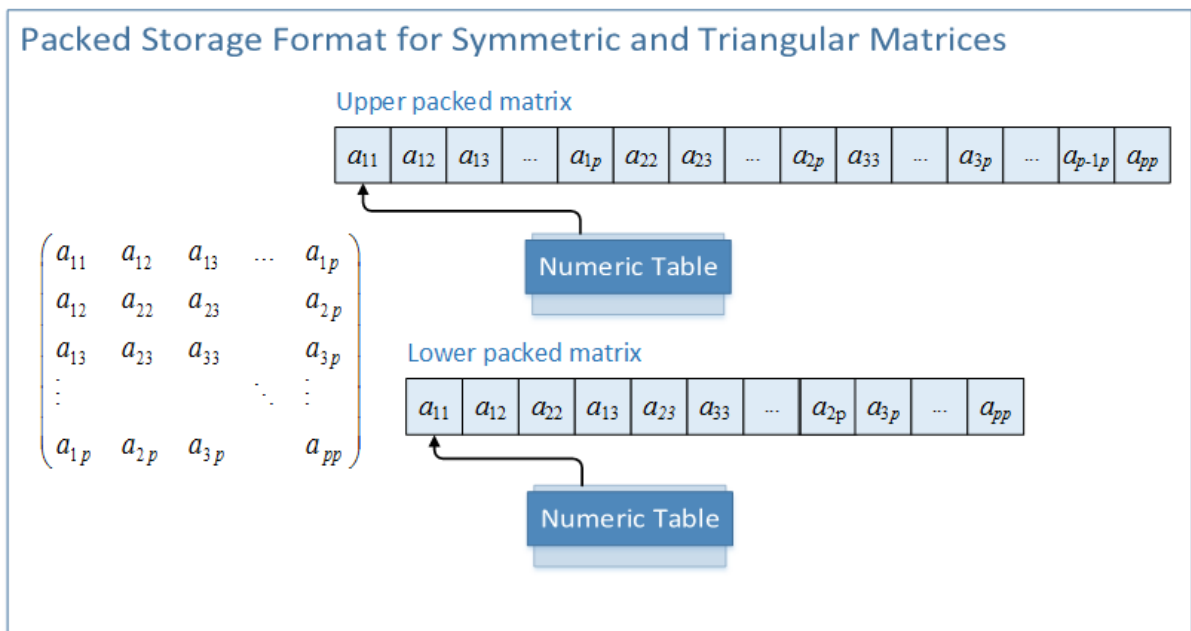 Packed Storage Format for Symmetric and Triangular Matrices
Upper packed matrix
a11 a12 a13 ... a1p a22 a23 ... a2p a33 ... a3p ... ap-1p app
Numeric Table
a11 a12 a13 ... a1p
a12 a22 a23 a2p
a13 a23 a33 a3p
⋮ ⋱ ⋮
a1p a2p a3p app
Lower packed matrix
a11 a12 a22 a13 a23 a33 ... a2p a3p ... app
Numeric Table